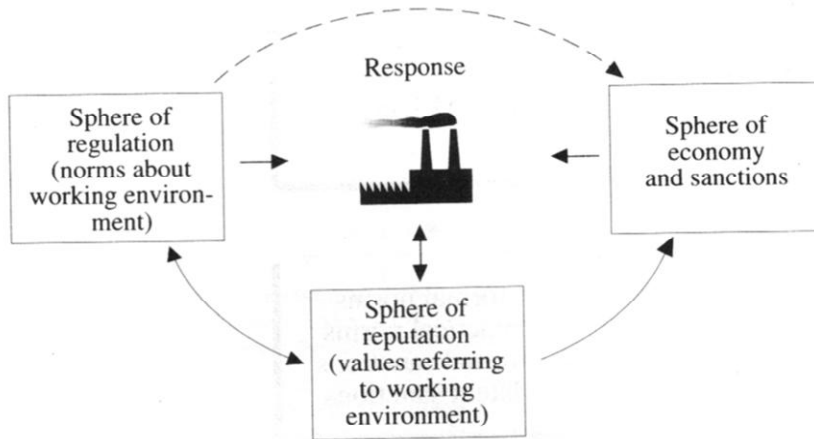 Response
Sphere of
regulation
(norms about
working environ-
ment)
Sphere of
economy
and sanctions
Sphere of
reputation
(values referring
to working
environment)